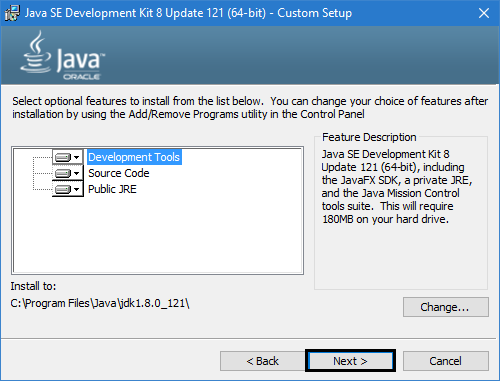 Java SE Development Kit 8 Update 121 (64-bit) - Custom Setup
Java
ORACLE
Select optional features to install from the list below.  You can change your choice of features after
installation by using the Add/Remove Programs utility in the Control Panel
Development Tools
Source Code
Public JRE
Feature Description
Java SE Development Kit 8
Update 121 (64-bit), including
the JavaFX SDK, a private JRE,
and the Java Mission Control
tools suite.  This will require
180MB on your hard drive.
Install to:
C:\Program Files\Java\jdk1.8.0_121\
Change...
< Back
Next >
Cancel